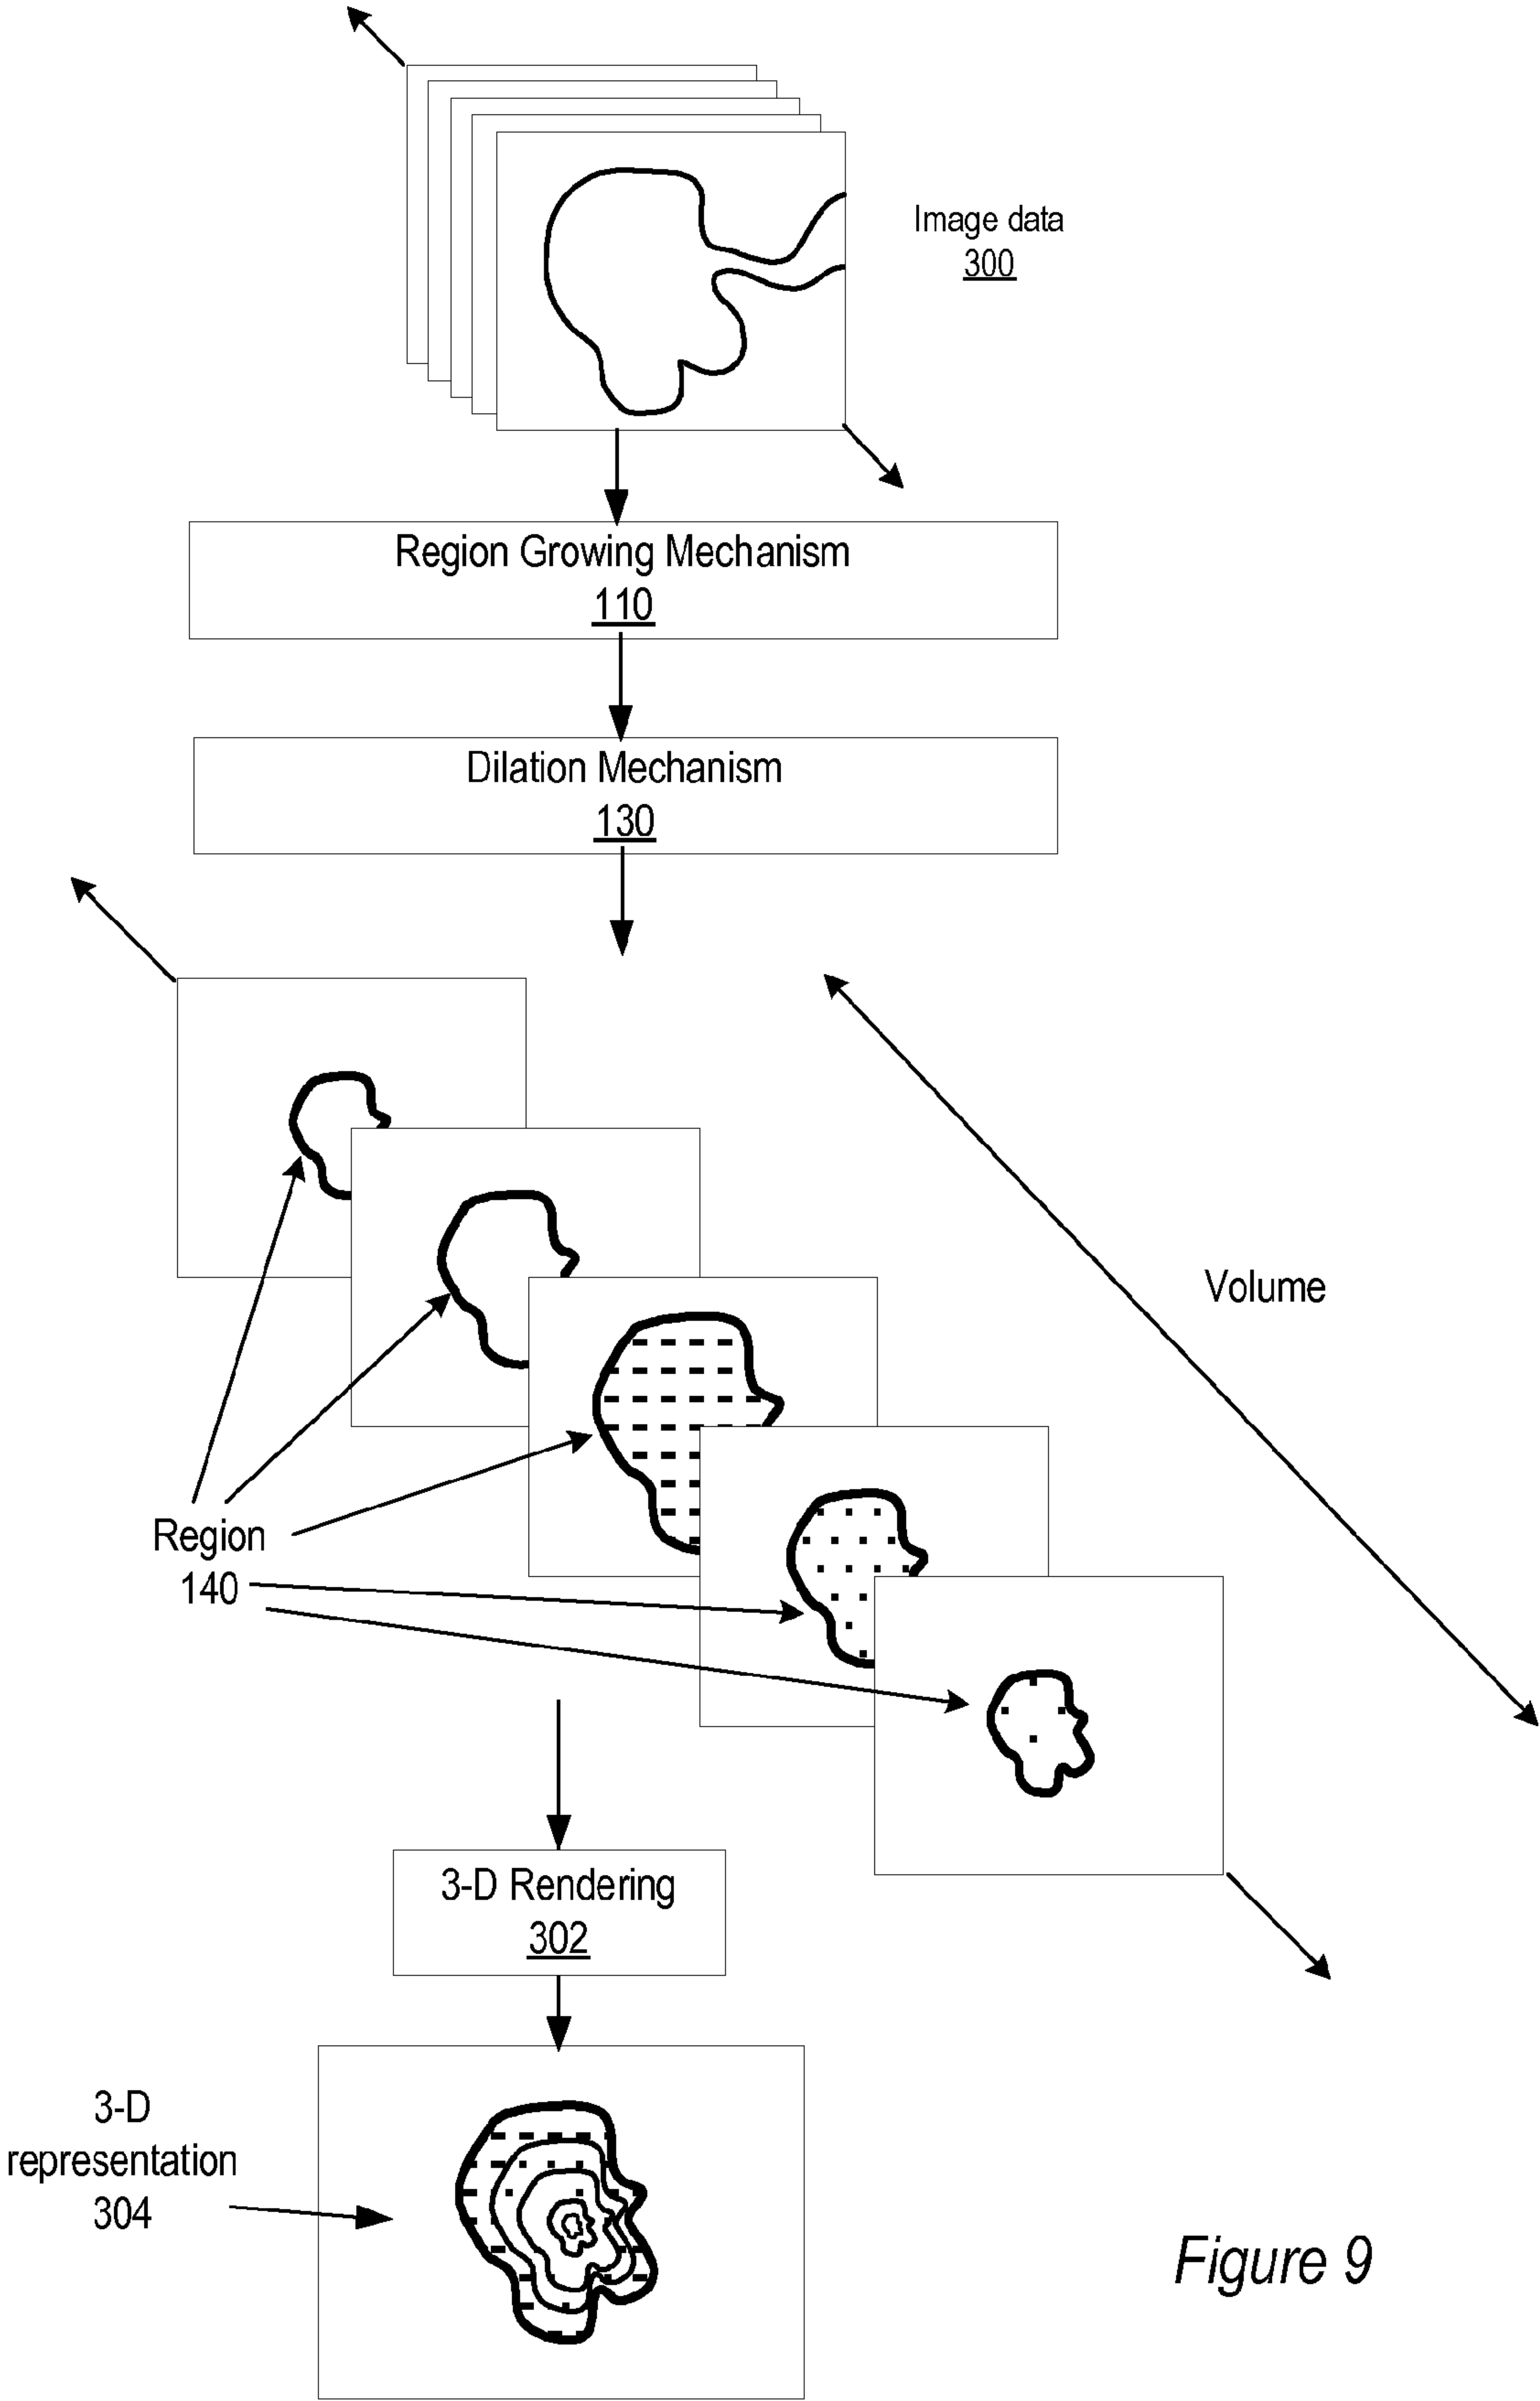 Image data
300
Region Growing Mechanism
110
Dilation Mechanism
130
Volume
Region
140
3-D Rendering
302
3-D
representation
304
Figure 9